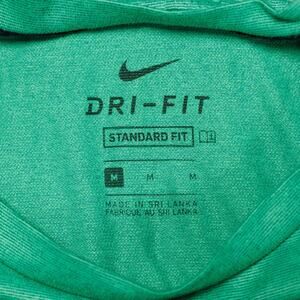 DRI-FIT
STANDARD FIT
M M M
MADE IN SRI LANKA
FABRIQUÉ AU SRI LANKA